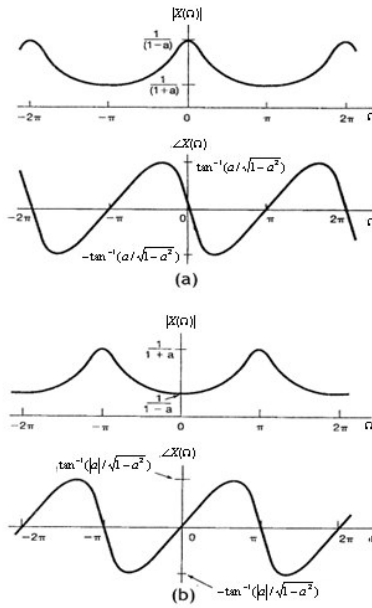 |X(Ω)|
1/(1−a)
1/(1+a)
−2π −π 0 π 2π Ω
∠X(Ω)
tan⁻¹(a/√1−a²)
−2π −π 0 π 2π
−tan⁻¹(a/√1−a²)
(a)
|X(Ω)|
1/(1 + a)
1/(1 − a)
−2π −π 0 π 2π Ω
∠X(Ω)
tan⁻¹(|a|/√1−a²)
−2π −π 0 π 2π
−tan⁻¹(|a|/√1−a²)
(b)